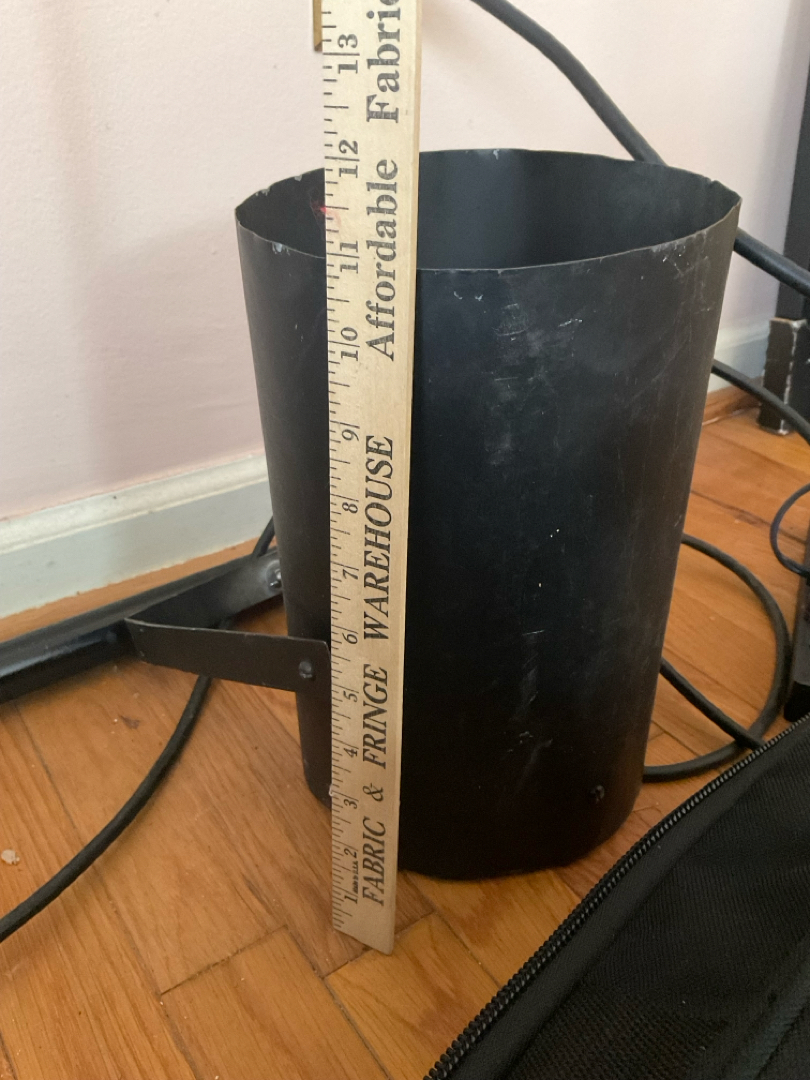 FABRIC & FRINGE WAREHOUSE Affordable Fabric
1 2 3 4 5 6 7 8 9 10 11 12 13